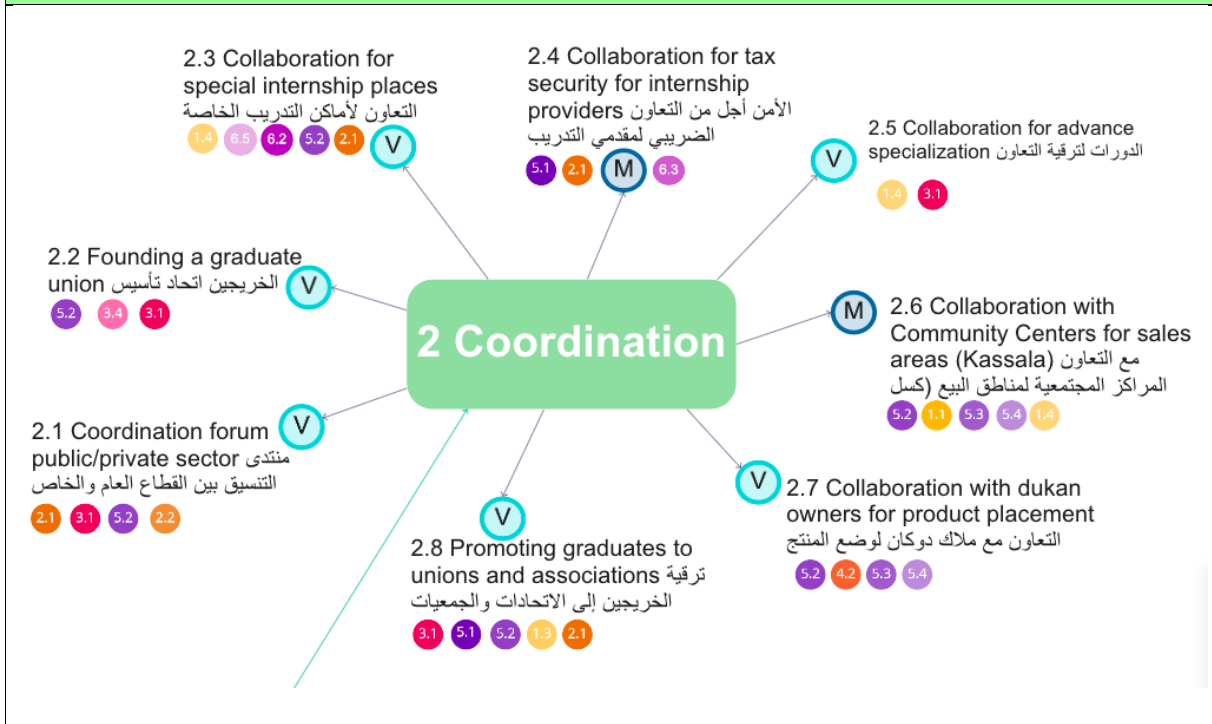 2.3 Collaboration for
special internship places
التعاون لأماكن التدريب الخاصة
1.4 6.5 6.2 5.2 2.1 V
2.4 Collaboration for tax
security for internship
providers الأمن أجل من التعاون
الضريبي لمقدمي التدريب
5.1 2.1 M 6.3
V
2.5 Collaboration for advance
specialization الدورات لترقية التعاون
1.4 3.1
2.2 Founding a graduate
union الخريجين اتحاد تأسيس V
5.2 3.4 3.1
2 Coordination
M
2.6 Collaboration with
Community Centers for sales
areas (Kassala) مع التعاون
المراكز المجتمعية لمناطق البيع (كسل
5.2 1.1 5.3 5.4 1.4
V
2.1 Coordination forum
public/private sector منتدى
التنسيق بين القطاع العام والخاص
2.1 3.1 5.2 2.2
V
2.7 Collaboration with dukan
owners for product placement
التعاون مع ملاك دوكان لوضع المنتج
5.2 4.2 5.3 5.4
V
2.8 Promoting graduates to
unions and associations ترقية
الخريجين إلى الاتحادات والجمعيات
3.1 5.1 5.2 1.3 2.1